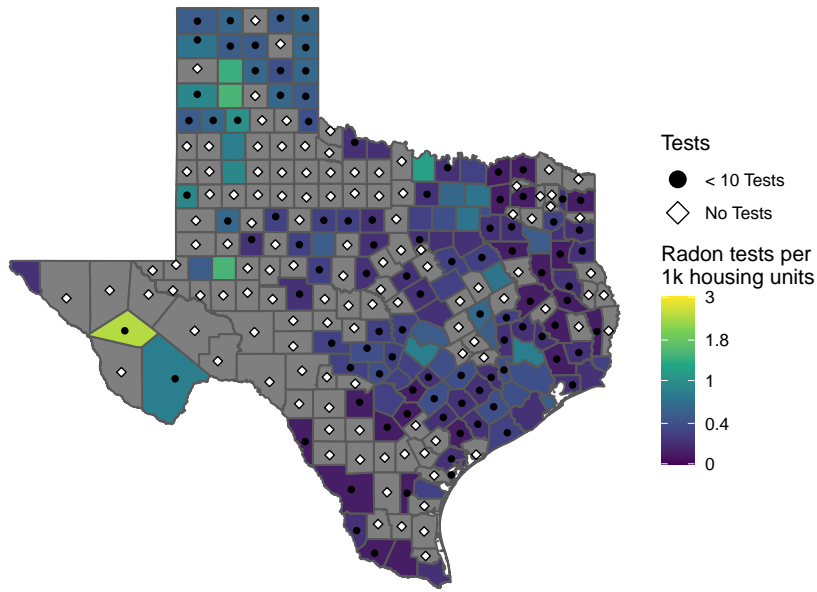 Tests
< 10 Tests
No Tests
Radon tests per
1k housing units
3
1.8
1
0.4
0